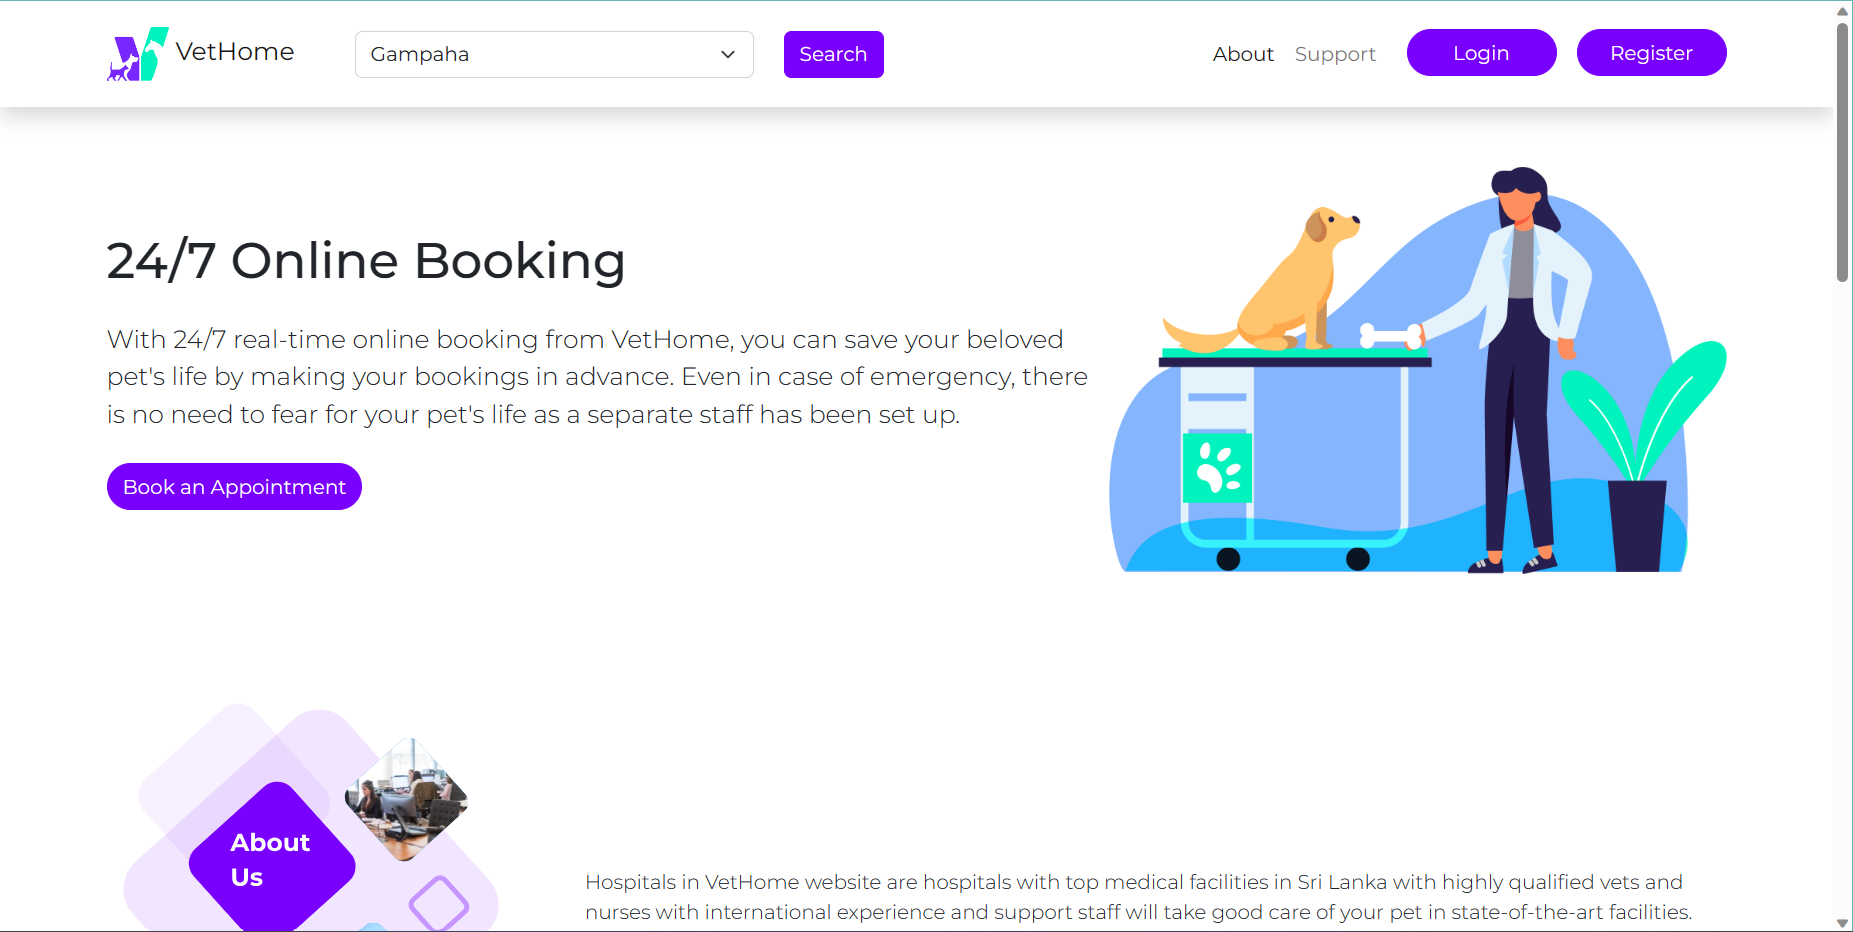 VetHome
Gampaha
Search
About
Support
Login
Register
24/7 Online Booking
With 24/7 real-time online booking from VetHome, you can save your beloved
pet's life by making your bookings in advance. Even in case of emergency, there
is no need to fear for your pet's life as a separate staff has been set up.
Book an Appointment
About
Us
Hospitals in VetHome website are hospitals with top medical facilities in Sri Lanka with highly qualified vets and
nurses with international experience and support staff will take good care of your pet in state-of-the-art facilities.